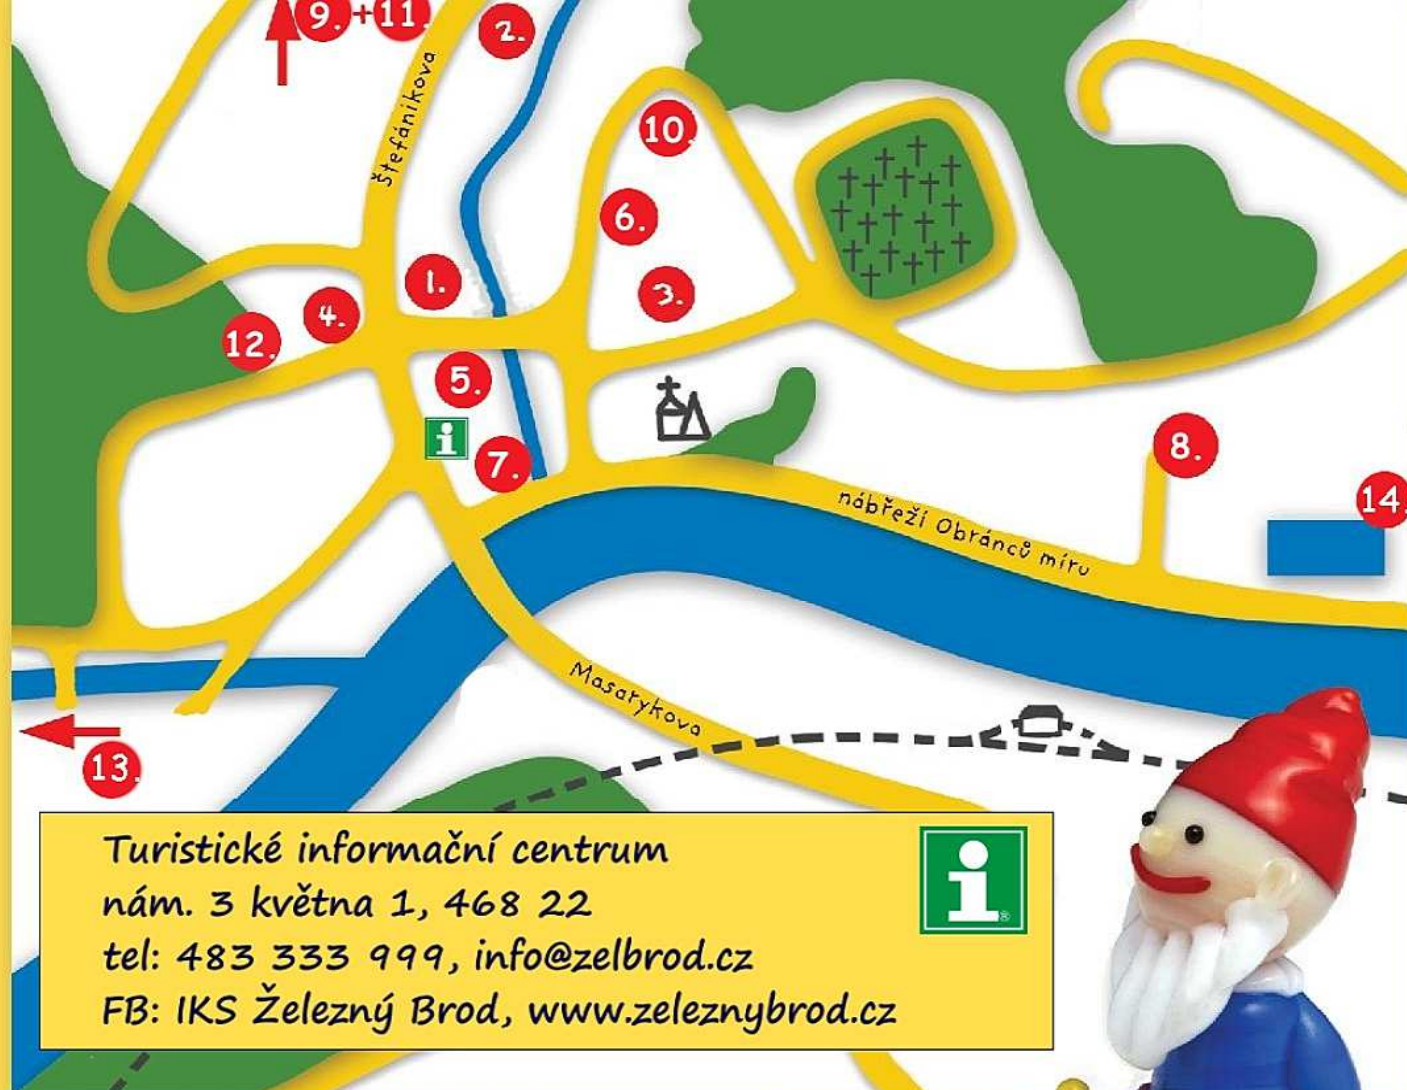 9.+11.
2.
Štefánikova
10.
6.
1.
3.
4.
12.
5.
i
7.
8.
14.
nábřeží Obránců míru
Masarykova
13.
Turistické informační centrum
nám. 3 května 1, 468 22
tel: 483 333 999, info@zelbrod.cz
FB: IKS Železný Brod, www.zeleznybrod.cz
i®